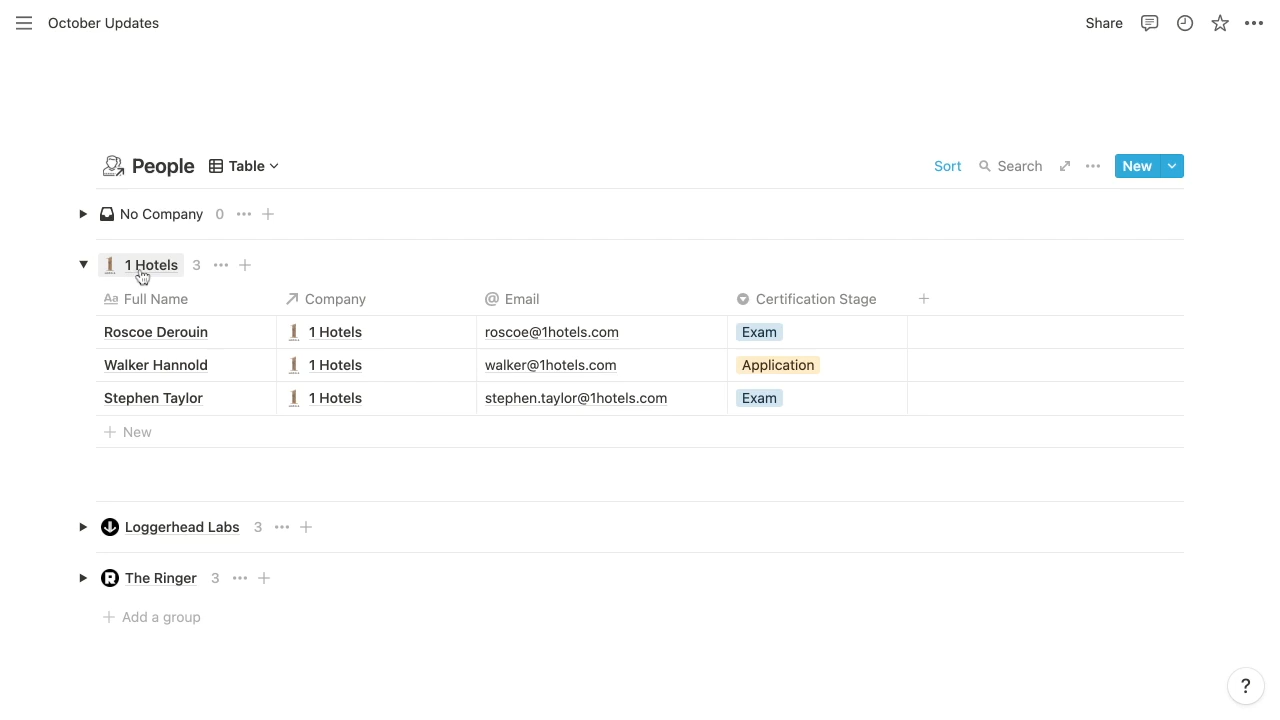 October Updates
Share
People
Table
Sort
Search
New
No Company 0
1 Hotels 3
Aa Full Name
Company
@ Email
Certification Stage
Roscoe Derouin
1 Hotels
roscoe@1hotels.com
Exam
Walker Hannold
1 Hotels
walker@1hotels.com
Application
Stephen Taylor
1 Hotels
stephen.taylor@1hotels.com
Exam
+ New
Loggerhead Labs 3
The Ringer 3
+ Add a group
?